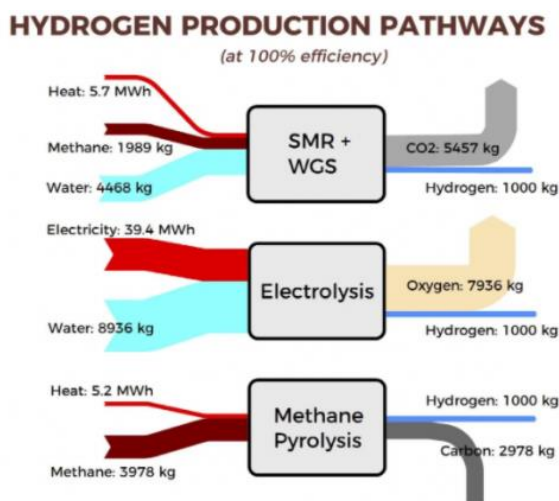 HYDROGEN PRODUCTION PATHWAYS
(at 100% efficiency)
Heat: 5.7 MWh
Methane: 1989 kg
Water: 4468 kg
SMR +
WGS
CO2: 5457 kg
Hydrogen: 1000 kg
Electricity: 39.4 MWh
Water: 8936 kg
Electrolysis
Oxygen: 7936 kg
Hydrogen: 1000 kg
Heat: 5.2 MWh
Methane: 3978 kg
Methane
Pyrolysis
Hydrogen: 1000 kg
Carbon: 2978 kg